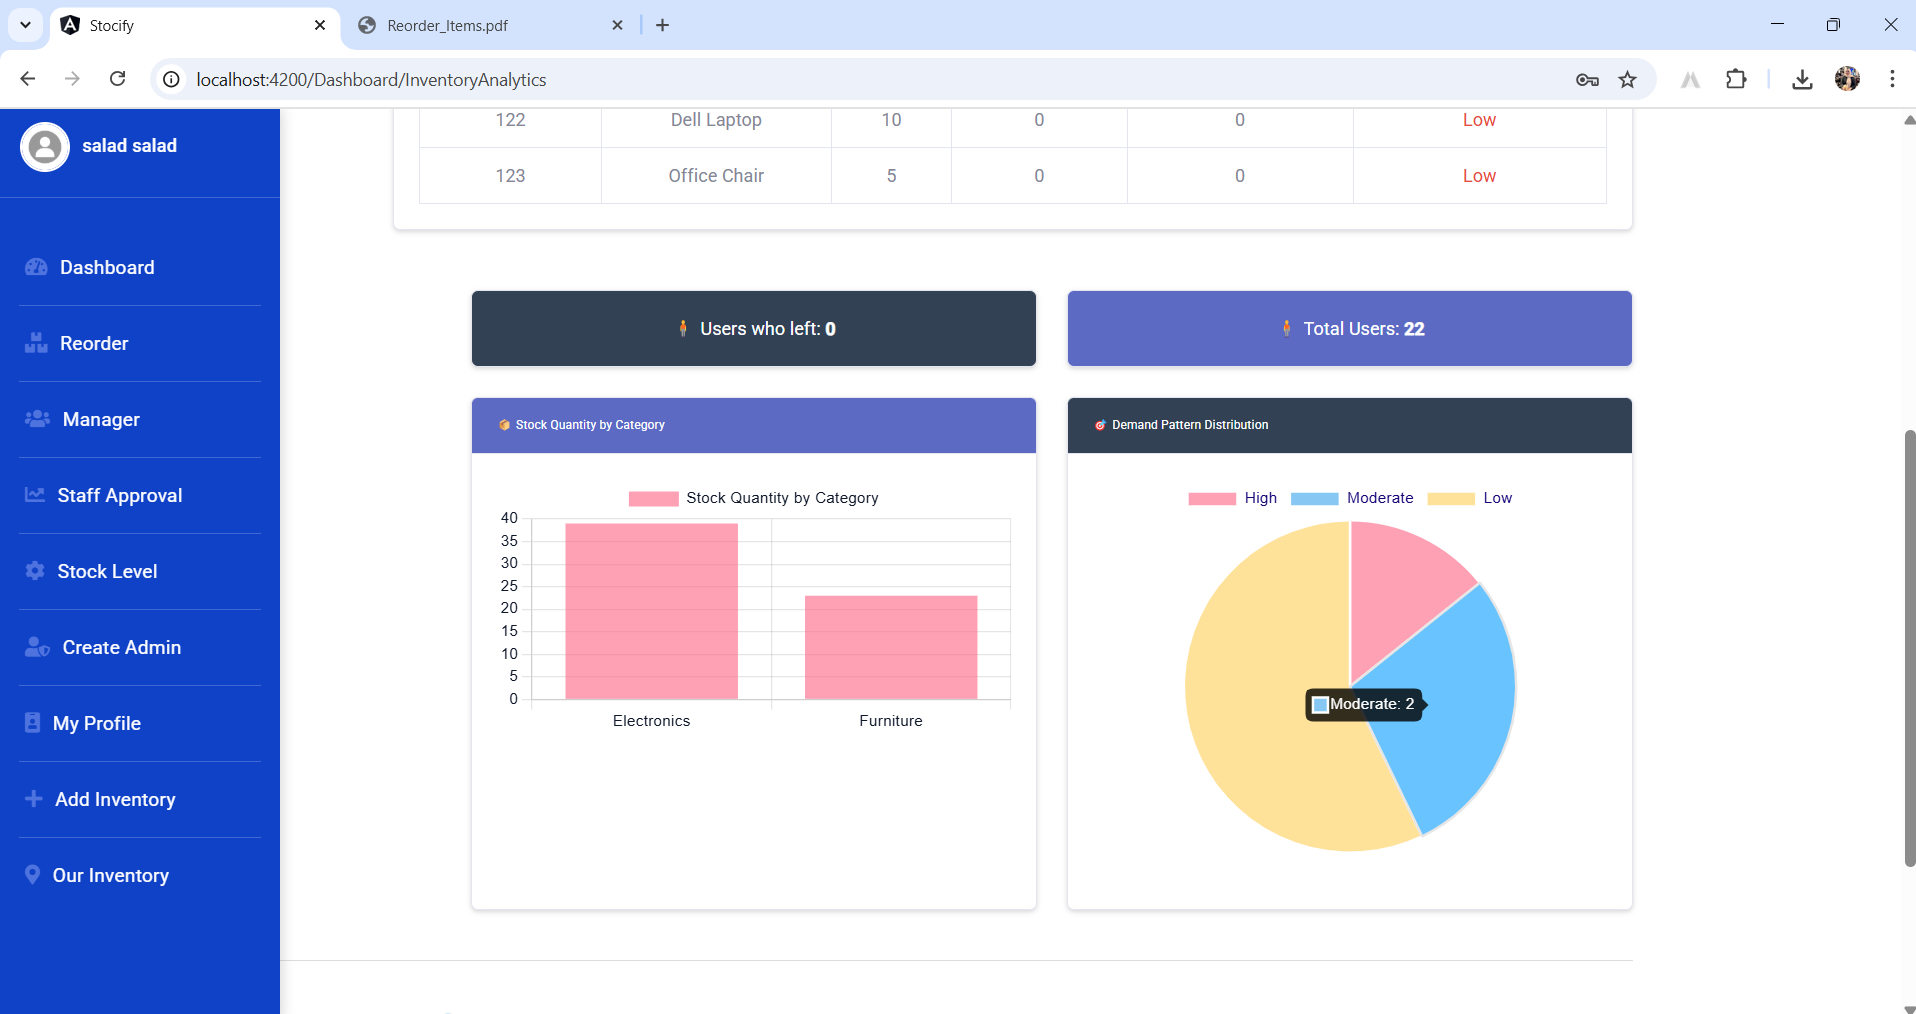 Stocify
Reorder_Items.pdf
localhost:4200/Dashboard/InventoryAnalytics
salad salad
Dashboard
Reorder
Manager
Staff Approval
Stock Level
Create Admin
My Profile
Add Inventory
Our Inventory
122 Dell Laptop 10 0 0 Low
123 Office Chair 5 0 0 Low
Users who left: 0
Total Users: 22
Stock Quantity by Category
Stock Quantity by Category
40
35
30
25
20
15
10
5
0
Electronics Furniture
Demand Pattern Distribution
High Moderate Low
Moderate: 2